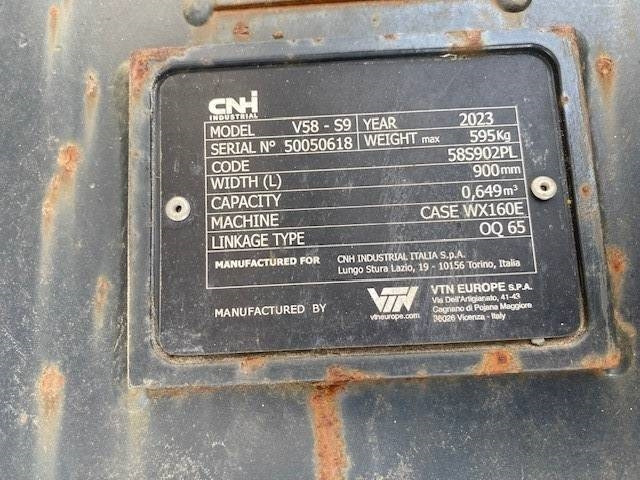 CNH
INDUSTRIAL
MODEL V58 - S9 YEAR 2023
SERIAL N° 50050618 WEIGHT max 595Kg
CODE 58S902PL
WIDTH (L) 900mm
CAPACITY 0,649m³
MACHINE CASE WX160E
LINKAGE TYPE OQ 65
MANUFACTURED FOR CNH INDUSTRIAL ITALIA S.p.A.
Lungo Stura Lazio, 19 - 10156 Torino, Italia
MANUFACTURED BY VTN vtneurope.com
VTN EUROPE S.P.A.
Via Dell'Artigianato, 41-43
Cagnano di Pojana Maggiore
36026 Vicenza - Italy